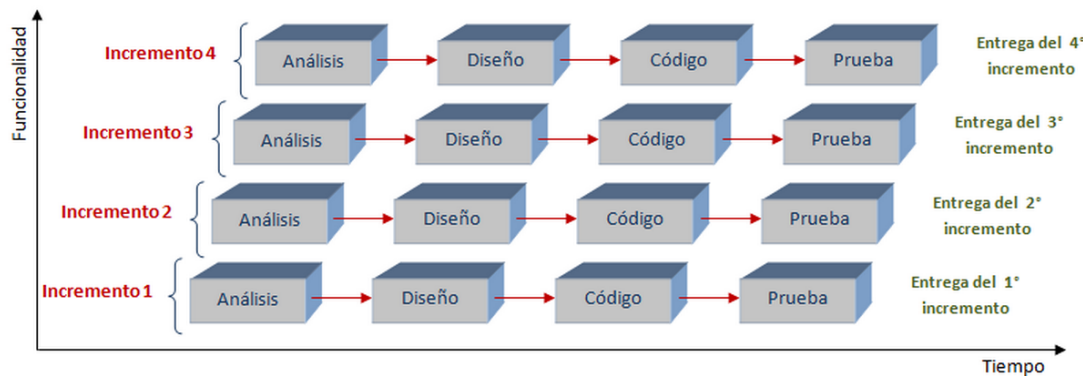 Funcionalidad
Incremento 4
Análisis
Diseño
Código
Prueba
Entrega del 4°
incremento
Incremento 3
Análisis
Diseño
Código
Prueba
Entrega del 3°
incremento
Incremento 2
Análisis
Diseño
Código
Prueba
Entrega del 2°
incremento
Incremento 1
Análisis
Diseño
Código
Prueba
Entrega del 1°
incremento
Tiempo